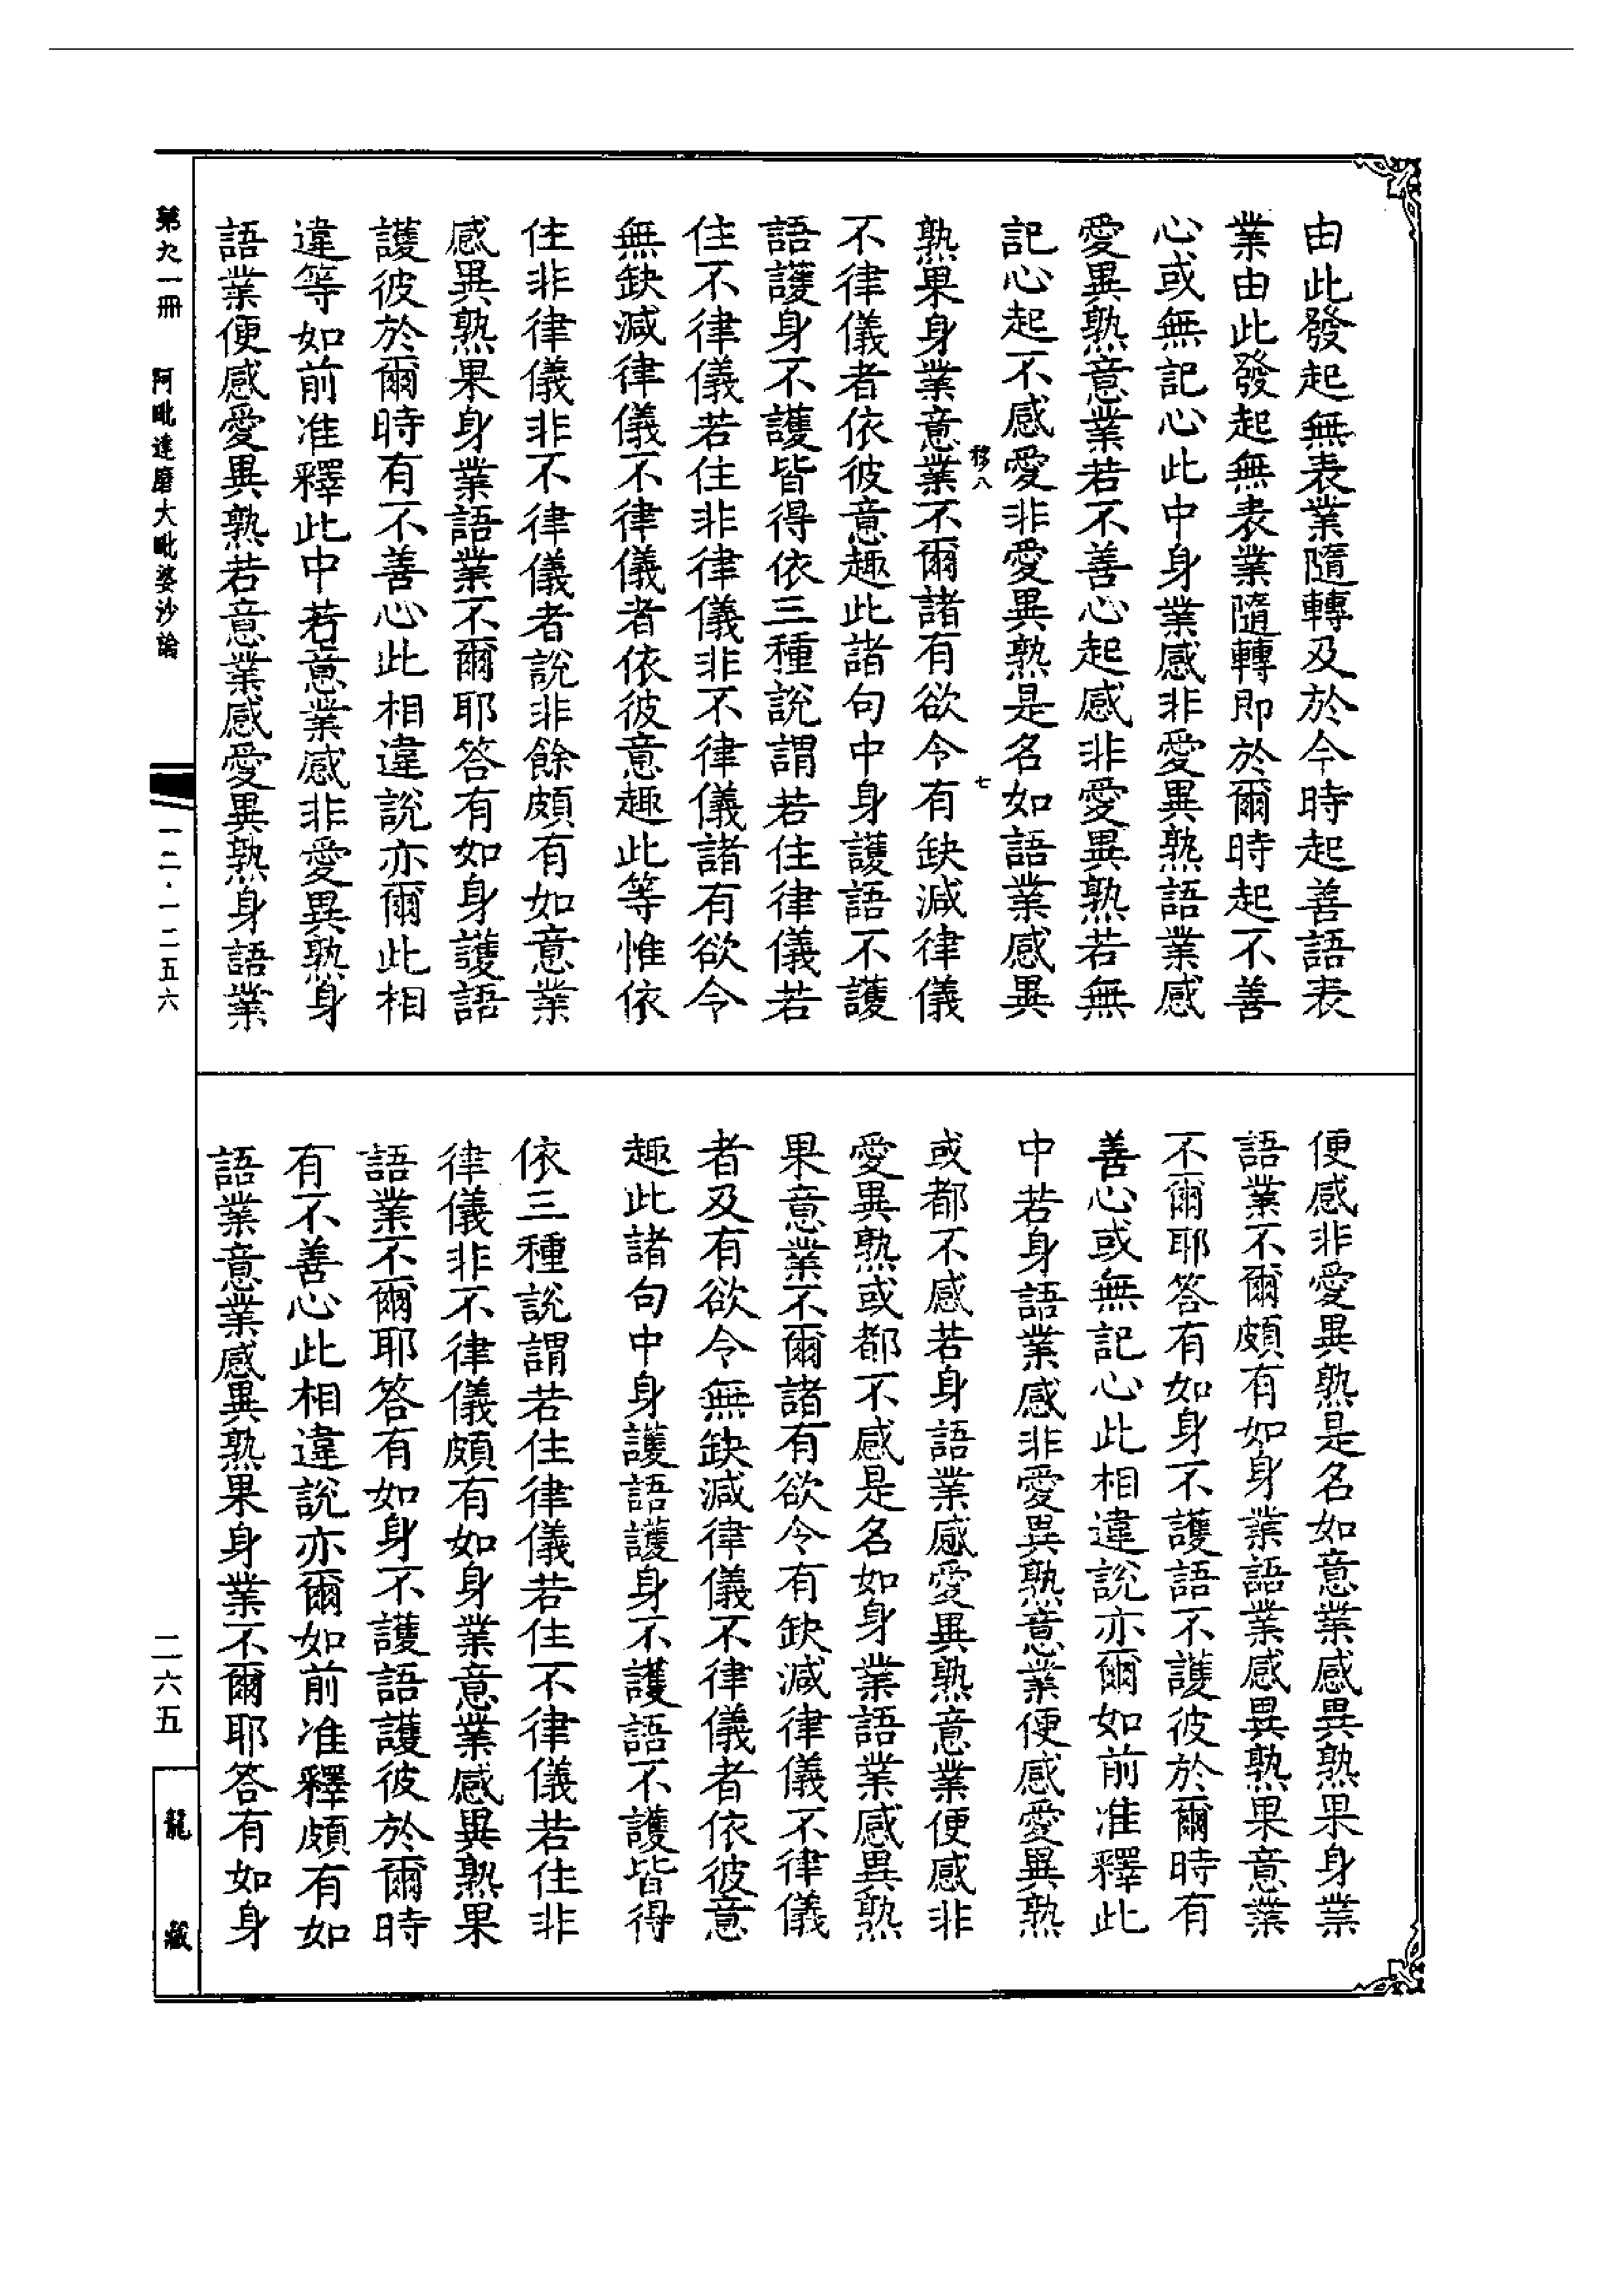 由此發起無表業隨轉及於今時起善語表
業由此發起無表業隨轉即於爾時起不善
心或無記心此中身業感非愛異熟語業感
愛異熟意業若不善心起感非愛異熟若無
記心起不感愛非愛異熟是名如語業感異
移八 七
熟果身業意業不爾諸有欲令有缺減律儀
不律儀者依彼意趣此諸句中身護語不護
語護身不護皆得依三種說謂若住律儀若
住不律儀若住非律儀非不律儀諸有欲令
無缺減律儀不律儀者依彼意趣此等惟依
住非律儀非不律儀者說非餘頗有如意業
感異熟果身業語業不爾耶答有如身護語
護彼於爾時有不善心此相違說亦爾此相
違等如前准釋此中若意業感非愛異熟身
語業便感愛異熟若意業感愛異熟身語業
便感非愛異熟是名如意業感異熟果身業
語業不爾頗有如身業語業感異熟果意業
不爾耶答有如身不護語不護彼於爾時有
善心或無記心此相違說亦爾如前准釋此
中若身語業感非愛異熟意業便感愛異熟
或都不感若身語業感愛異熟意業便感非
愛異熟或都不感是名如身業語業感異熟
果意業不爾諸有欲令有缺減律儀不律儀
者及有欲令無缺減律儀不律儀者依彼意
趣此諸句中身護語護身不護語不護皆得
依三種說謂若住律儀若住不律儀若住非
律儀非不律儀頗有如身業意業感異熟果
語業不爾耶答有如身不護語護彼於爾時
有不善心此相違說亦爾如前准釋頗有如
語業意業感異熟果身業不爾耶答有如身
第九一冊 阿毗達磨大毗婆沙論
一二·一二五六
二六五
龍藏